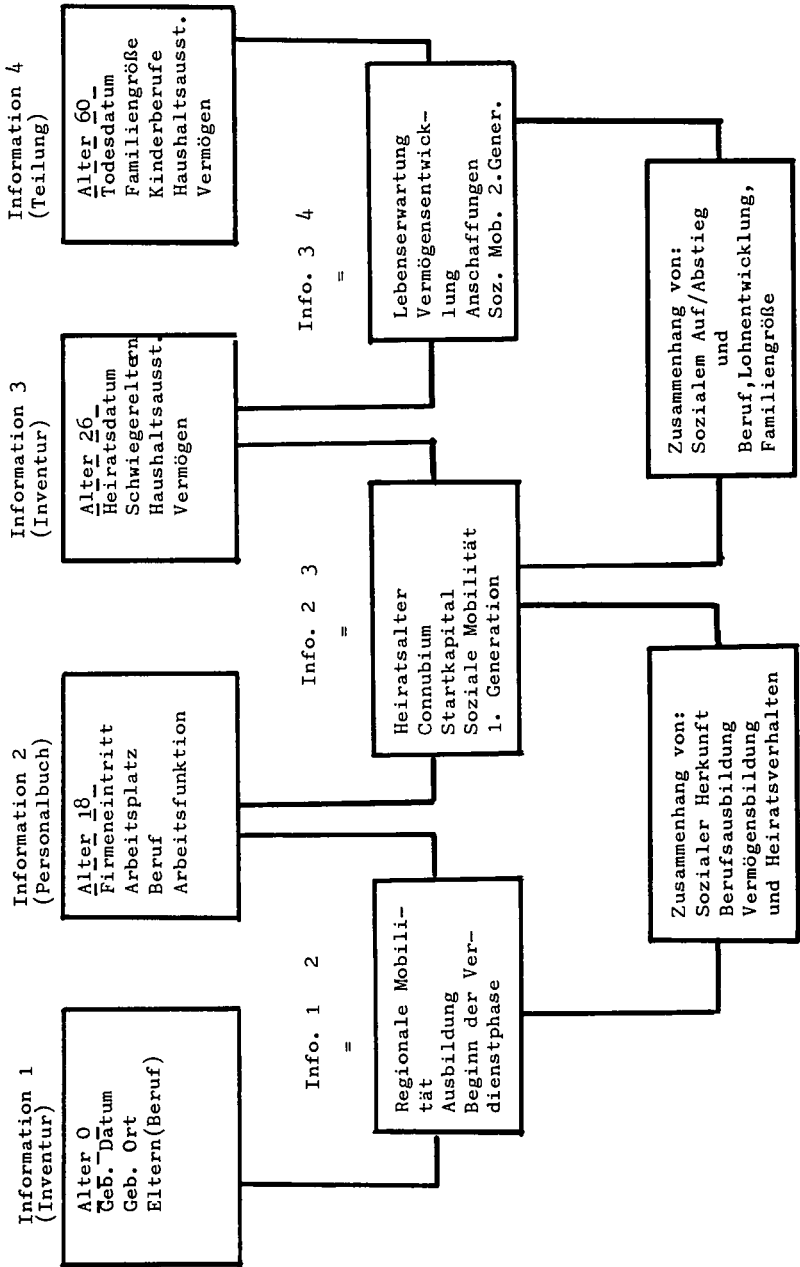 Information 1
(Inventur)
Alter 0
Geb. Datum
Geb. Ort
Eltern(Beruf)
Information 2
(Personalbuch)
Alter 18
Firmeneintritt
Arbeitsplatz
Beruf
Arbeitsfunktion
Information 3
(Inventur)
Alter 26
Heiratsdatum
Schwiegereltern
Haushaltsausst.
Vermögen
Information 4
(Teilung)
Alter 60
Todesdatum
Familiengröße
Kinderberufe
Haushaltsausst.
Vermögen
Info. 1 2
=
Regionale Mobili-
tät
Ausbildung
Beginn der Ver-
dienstphase
Info. 2 3
=
Heiratsalter
Connubium
Startkapital
Soziale Mobilität
1. Generation
Info. 3 4
=
Lebenserwartung
Vermögensentwick-
lung
Anschaffungen
Soz. Mob. 2.Gener.
Zusammenhang von:
Sozialer Herkunft
Berufsausbildung
Vermögensbildung
und Heiratsverhalten
Zusammenhang von:
Sozialem Auf/Abstieg
und
Beruf,Lohnentwicklung,
Familiengröße